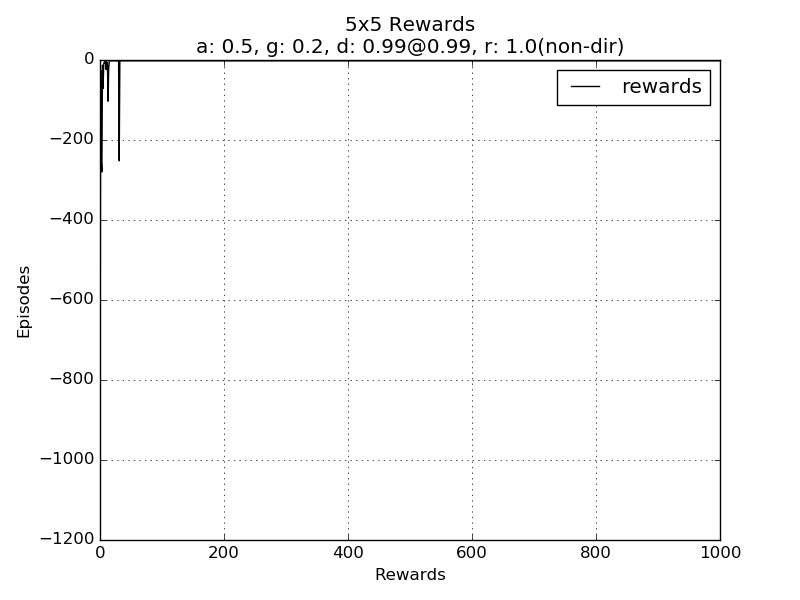 5x5 Rewards
a: 0.5, g: 0.2, d: 0.99@0.99, r: 1.0(non-dir)
rewards
0
−200
−400
−600
−800
−1000
−1200
Episodes
0 200 400 600 800 1000
Rewards